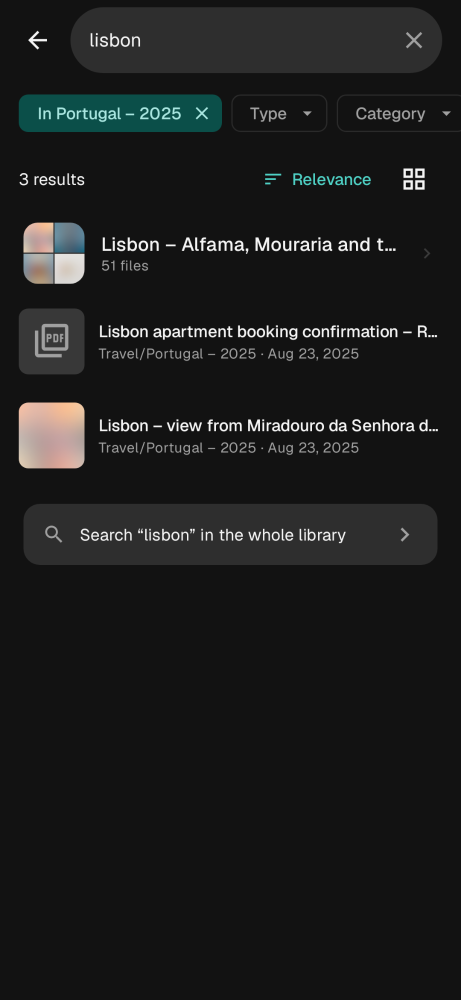 lisbon
In Portugal – 2025
Type
Category
3 results
Relevance
Lisbon – Alfama, Mouraria and t...
51 files
PDF
Lisbon apartment booking confirmation – R...
Travel/Portugal – 2025 · Aug 23, 2025
Lisbon – view from Miradouro da Senhora d...
Travel/Portugal – 2025 · Aug 23, 2025
Search “lisbon” in the whole library